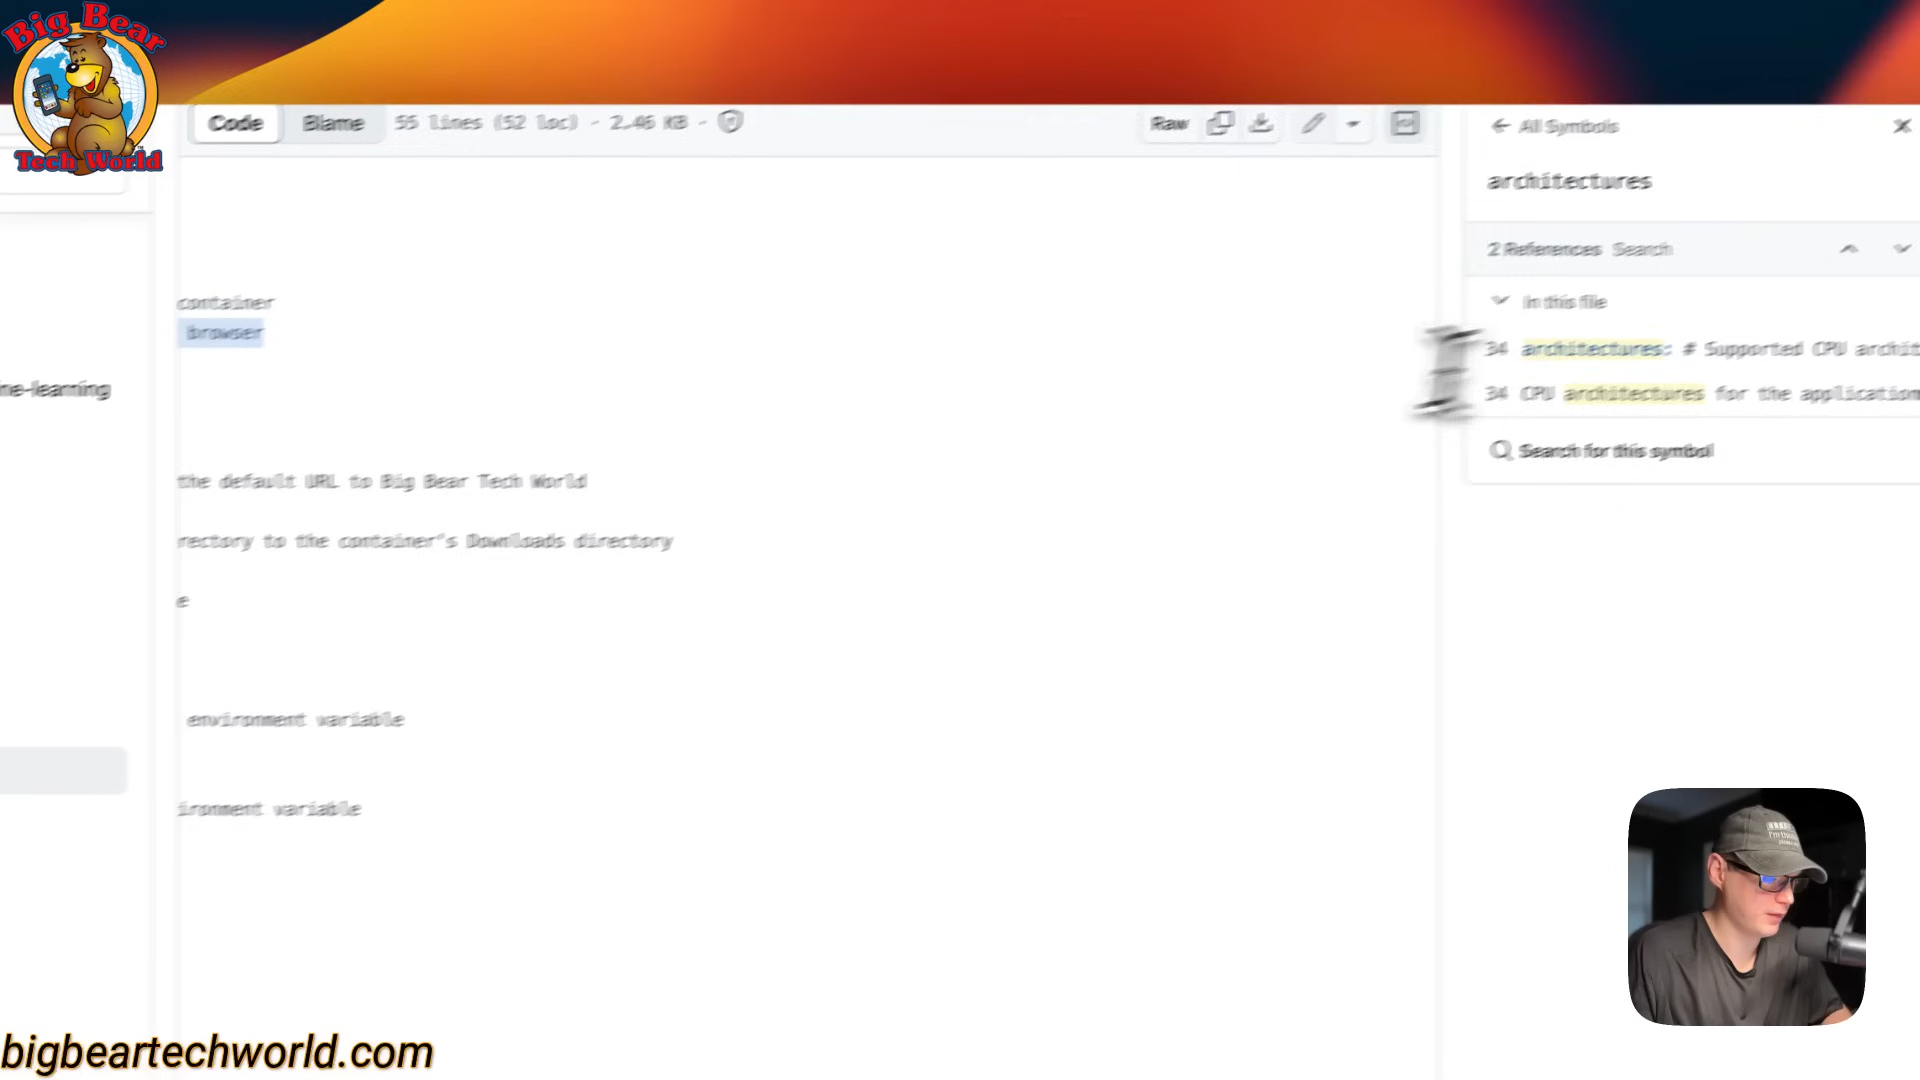 Big Bear
Tech World
Code Blame 55 lines (52 loc) · 2.46 KB
Raw
All Symbols
architectures
2 References Search
In this file
34 architectures: # Supported CPU archit
34 CPU architectures for the application
Search for this symbol
container
browser
ne-learning
the default URL to Big Bear Tech World
rectory to the container's Downloads directory
e
environment variable
ironment variable
bigbeartechworld.com